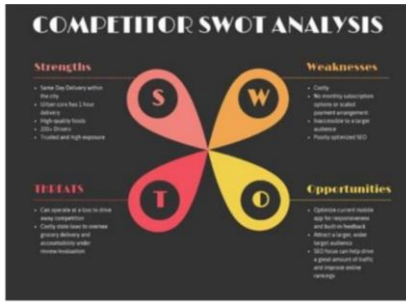 COMPETITOR SWOT ANALYSIS
Strengths
Same Day Delivery within
the city
Urban core has 1 hour
delivery
High-quality foods
200+ Drivers
Trusted and high exposure
S
W
Weaknesses
Costly
No monthly subscription
options or scaled
payment arrangement
Inaccessible to a larger
audience
Poorly optimized SEO
THREATS
Can operate at a loss to drive
away competition
Costly state laws to oversee
grocery delivery and
accountability under
review/evaluation
T
O
Opportunities
Optimize current mobile
app for responsiveness
and built-in feedback
Attract a larger, wider
target audience
SEO focus can help drive
a great amount of traffic
and improve online
rankings